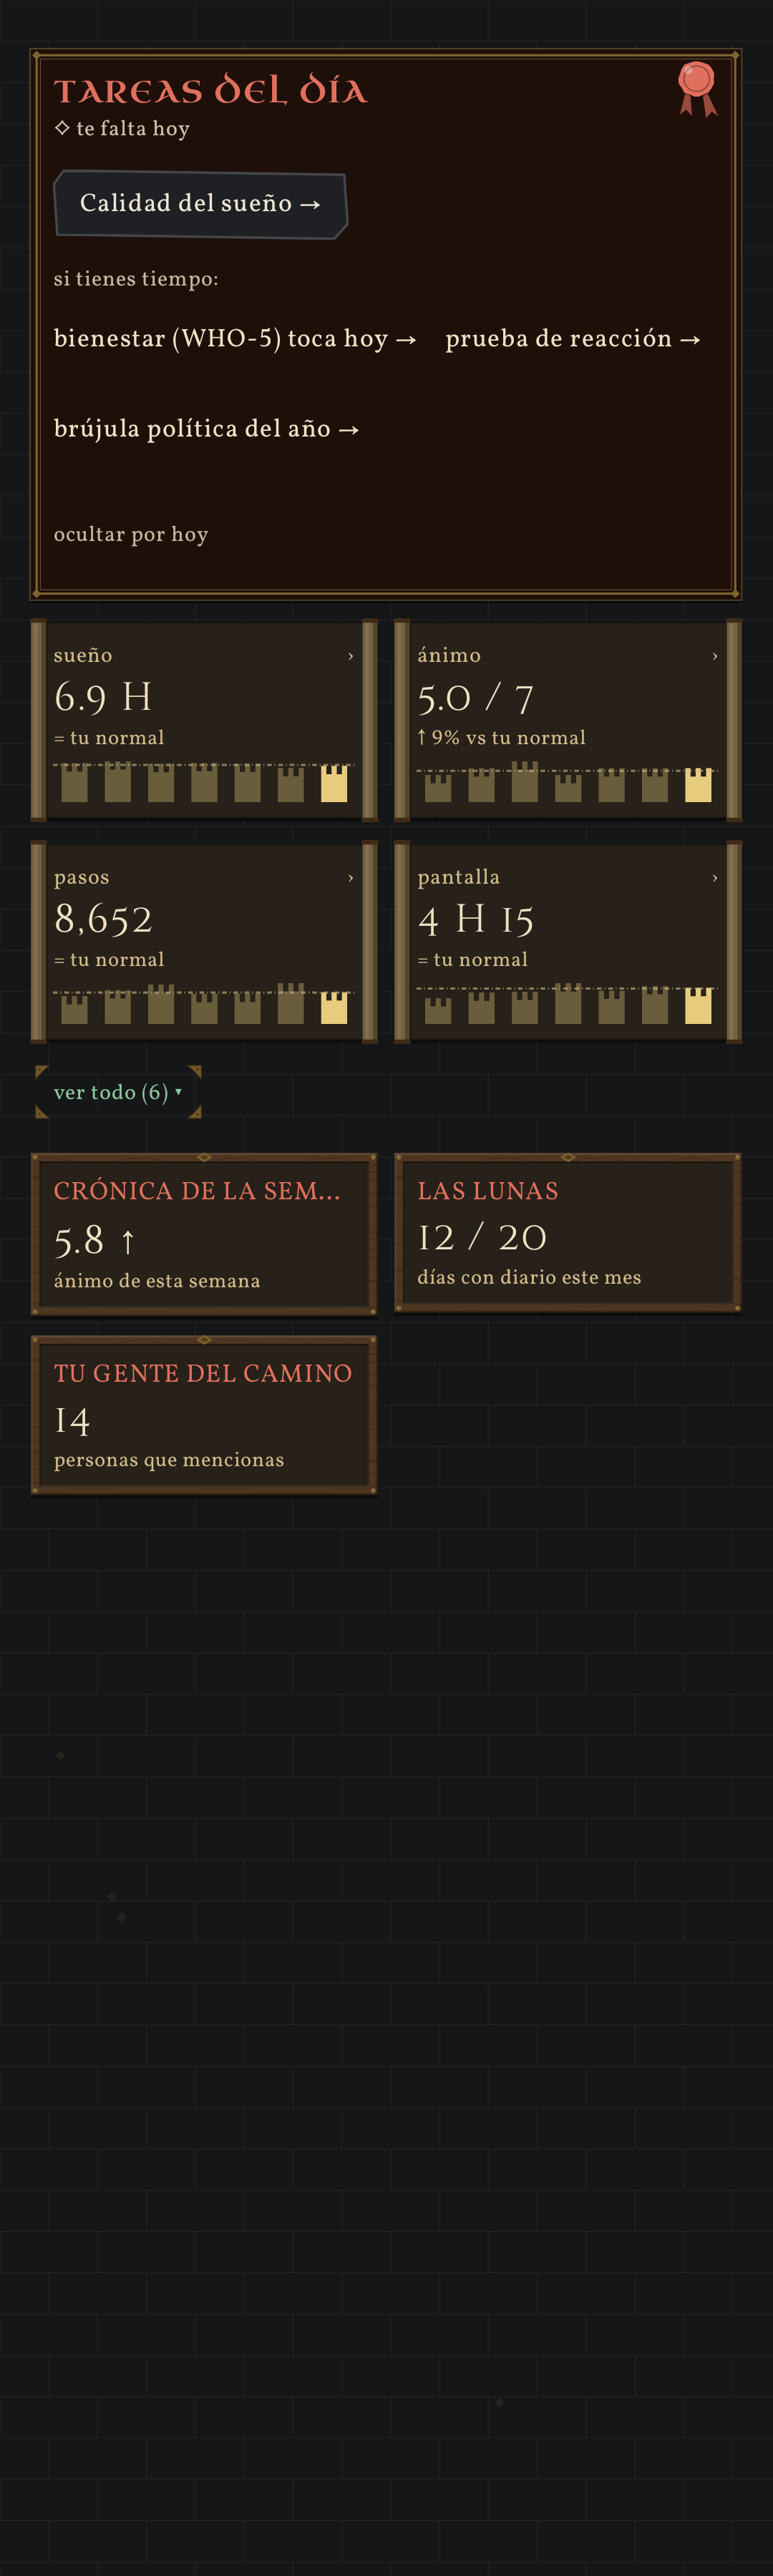 TAREAS DEL DÍA
✧ te falta hoy
Calidad del sueño →
si tienes tiempo:
bienestar (WHO-5) toca hoy → prueba de reacción →
brújula política del año →
ocultar por hoy
sueño ›
6.9 H
= tu normal
ánimo ›
5.0 / 7
↑ 9% vs tu normal
pasos ›
8,652
= tu normal
pantalla ›
4 H 15
= tu normal
ver todo (6) ▾
CRÓNICA DE LA SEM...
5.8 ↑
ánimo de esta semana
LAS LUNAS
12 / 20
días con diario este mes
TU GENTE DEL CAMINO
14
personas que mencionas